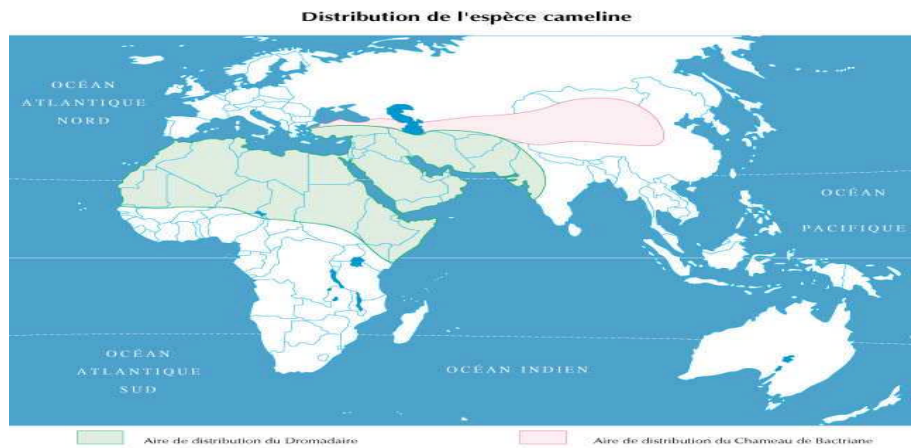 Distribution de l'espèce cameline
OCÉAN
ATLANTIQUE
NORD
OCÉAN
PACIFIQUE
OCÉAN
ATLANTIQUE
SUD
OCÉAN INDIEN
Aire de distribution du Dromadaire
Aire de distribution du Chameau de Bactriane